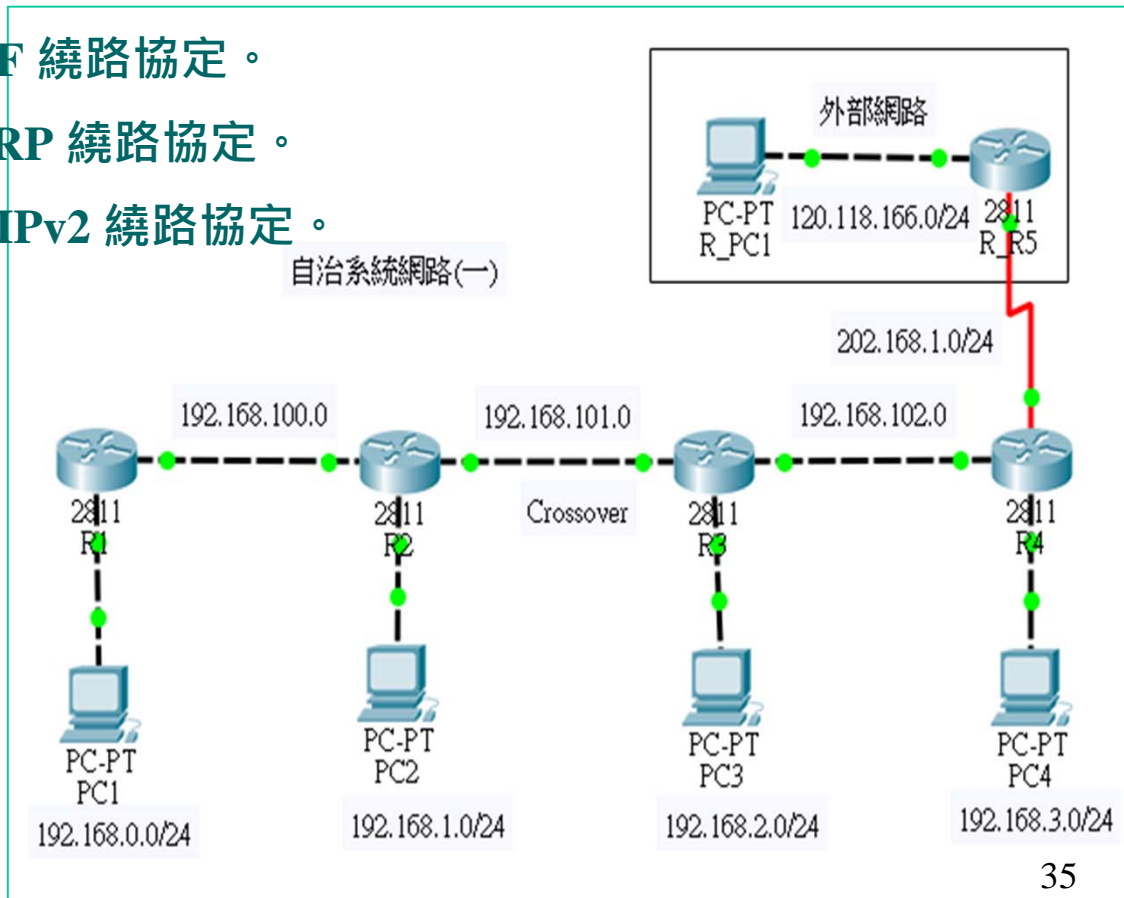 F 繞路協定。
RP 繞路協定。
IPv2 繞路協定。
外部網路
PC-PT
R_PC1
120.118.166.0/24
2811
R_R5
自治系統網路(一)
202.168.1.0/24
192.168.100.0
192.168.101.0
192.168.102.0
2811
R1
2811
R2
Crossover
2811
R3
2811
R4
PC-PT
PC1
PC-PT
PC2
PC-PT
PC3
PC-PT
PC4
192.168.0.0/24
192.168.1.0/24
192.168.2.0/24
192.168.3.0/24
35